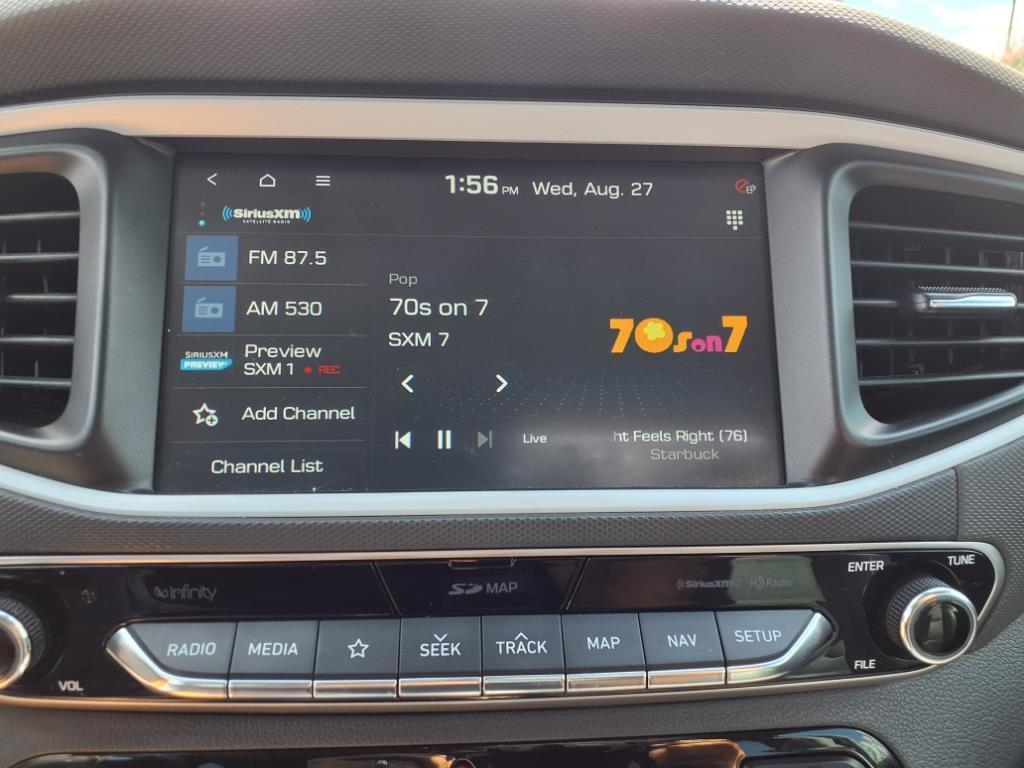 1:56 PM Wed, Aug. 27
SiriusXM
SATELLITE RADIO
FM 87.5
AM 530
SIRIUSXM PREVIEW
Preview
SXM 1 REC
Add Channel
Channel List
Pop
70s on 7
SXM 7
70s on 7
Live
ht Feels Right (76)
Starbuck
infinity
SD MAP
SiriusXM HD Radio
ENTER
TUNE
FILE
VOL
RADIO
MEDIA
SEEK
TRACK
MAP
NAV
SETUP